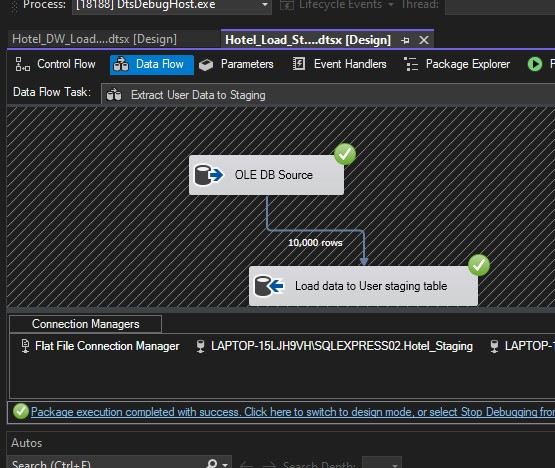 Process: [18188] DtsDebugHost.exe Lifecycle Events Thread:
Hotel_DW_Load....dtsx [Design] Hotel_Load_St....dtsx [Design]
Control Flow Data Flow Parameters Event Handlers Package Explorer
Data Flow Task: Extract User Data to Staging
OLE DB Source
10,000 rows
Load data to User staging table
Connection Managers
Flat File Connection Manager LAPTOP-15LJH9VH\SQLEXPRESS02.Hotel_Staging LAPTOP-1
Package execution completed with success. Click here to switch to design mode, or select Stop Debugging fro
Autos
Search (Ctrl+E) Search Depth: